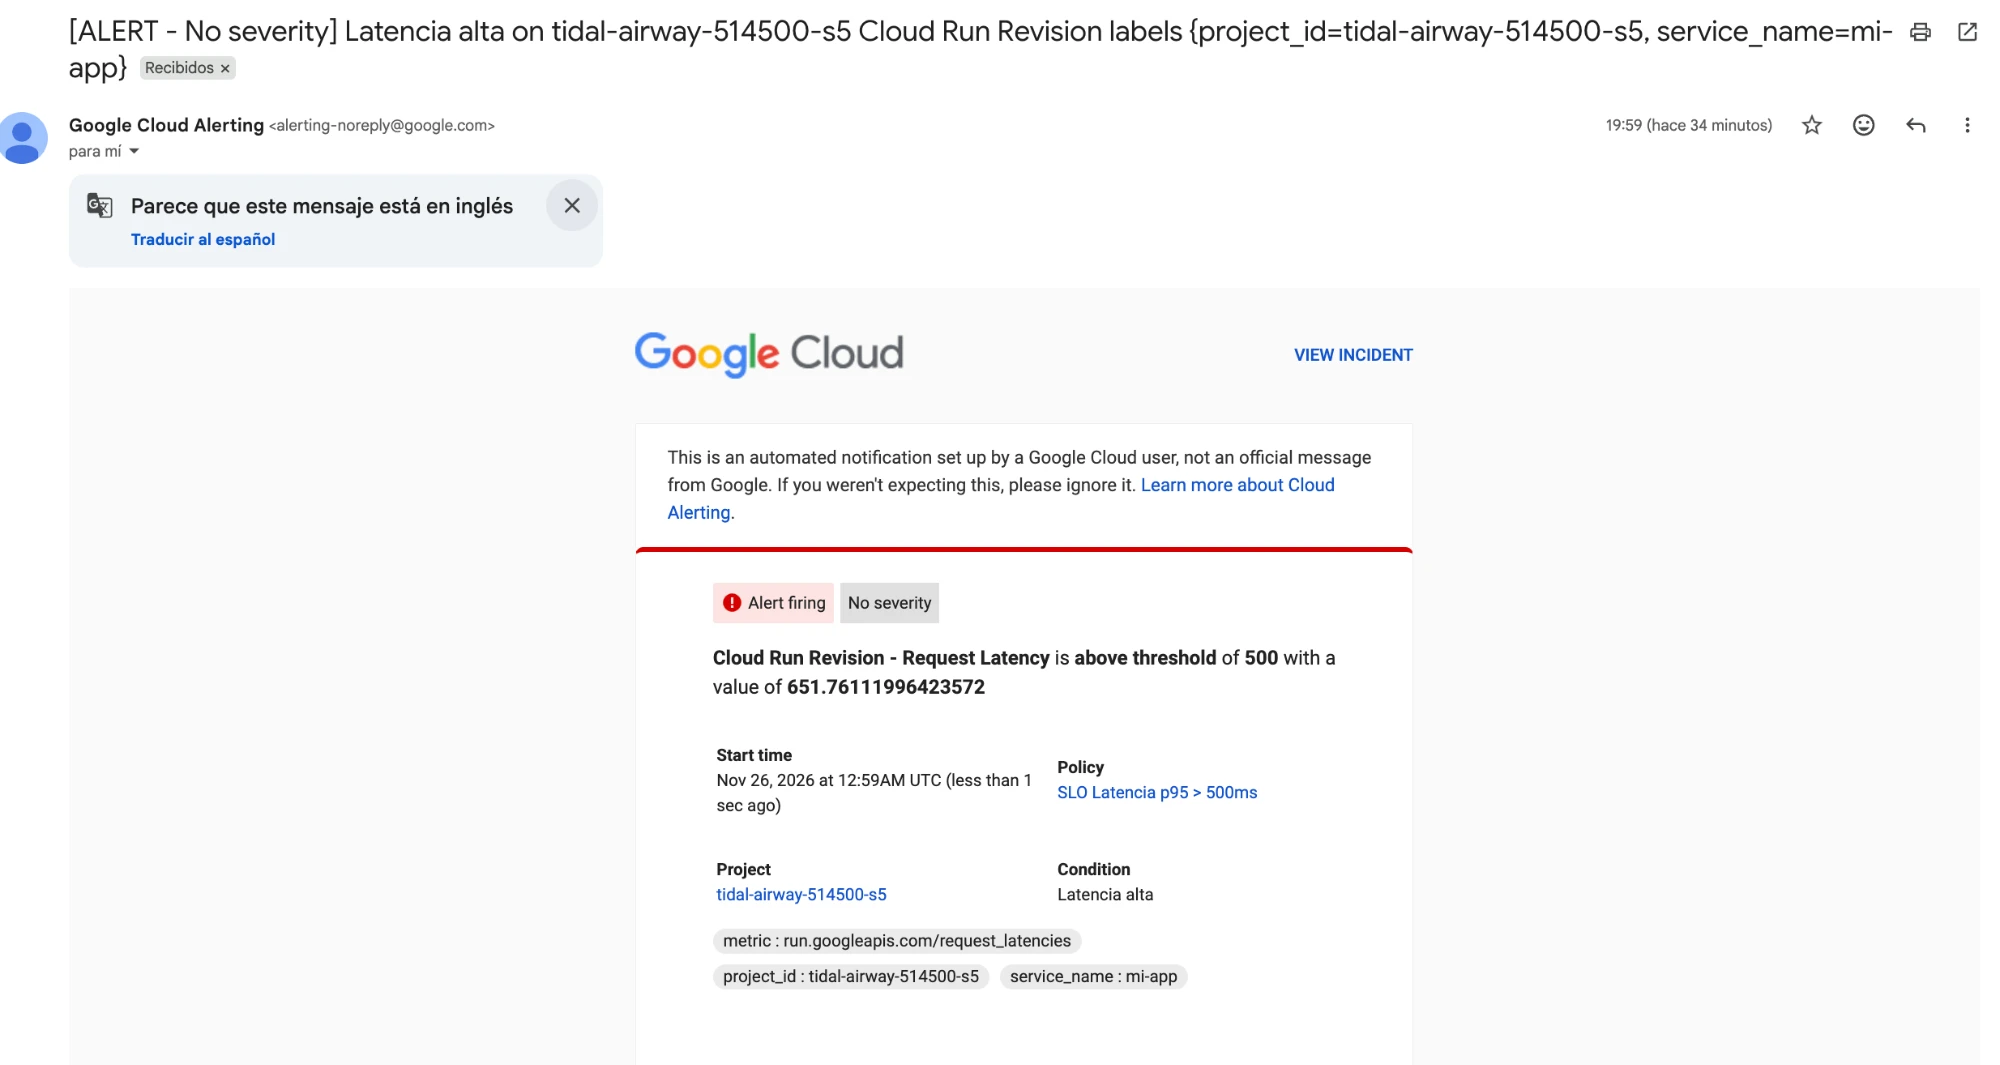 [ALERT - No severity] Latencia alta on tidal-airway-514500-s5 Cloud Run Revision labels {project_id=tidal-airway-514500-s5, service_name=mi-
app} Recibidos ×
Google Cloud Alerting <alerting-noreply@google.com>
19:59 (hace 34 minutos)
para mí
Parece que este mensaje está en inglés
Traducir al español
Google Cloud
VIEW INCIDENT
This is an automated notification set up by a Google Cloud user, not an official message
from Google. If you weren't expecting this, please ignore it. Learn more about Cloud
Alerting.
Alert firing
No severity
Cloud Run Revision - Request Latency is above threshold of 500 with a
value of 651.76111996423572
Start time
Nov 26, 2026 at 12:59AM UTC (less than 1
sec ago)
Policy
SLO Latencia p95 > 500ms
Project
tidal-airway-514500-s5
Condition
Latencia alta
metric : run.googleapis.com/request_latencies
project_id : tidal-airway-514500-s5
service_name : mi-app